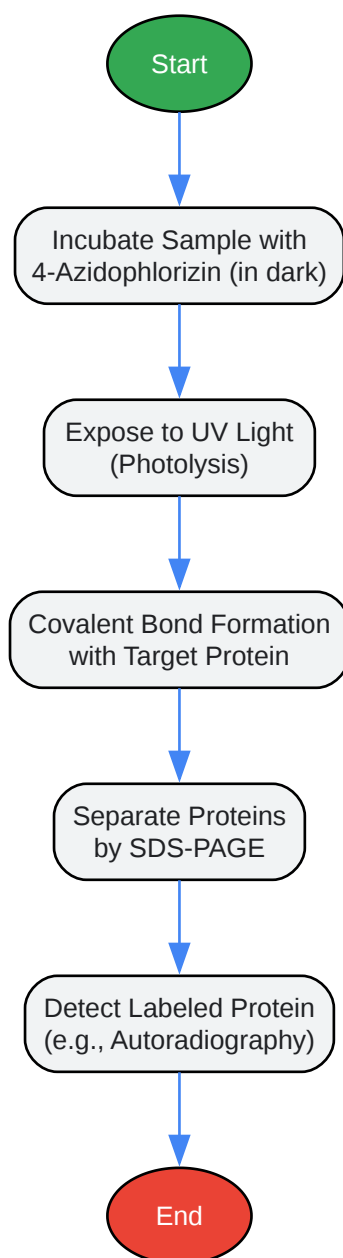 Start
Incubate Sample with
4-Azidophlorizin (in dark)
Expose to UV Light
(Photolysis)
Covalent Bond Formation
with Target Protein
Separate Proteins
by SDS-PAGE
Detect Labeled Protein
(e.g., Autoradiography)
End